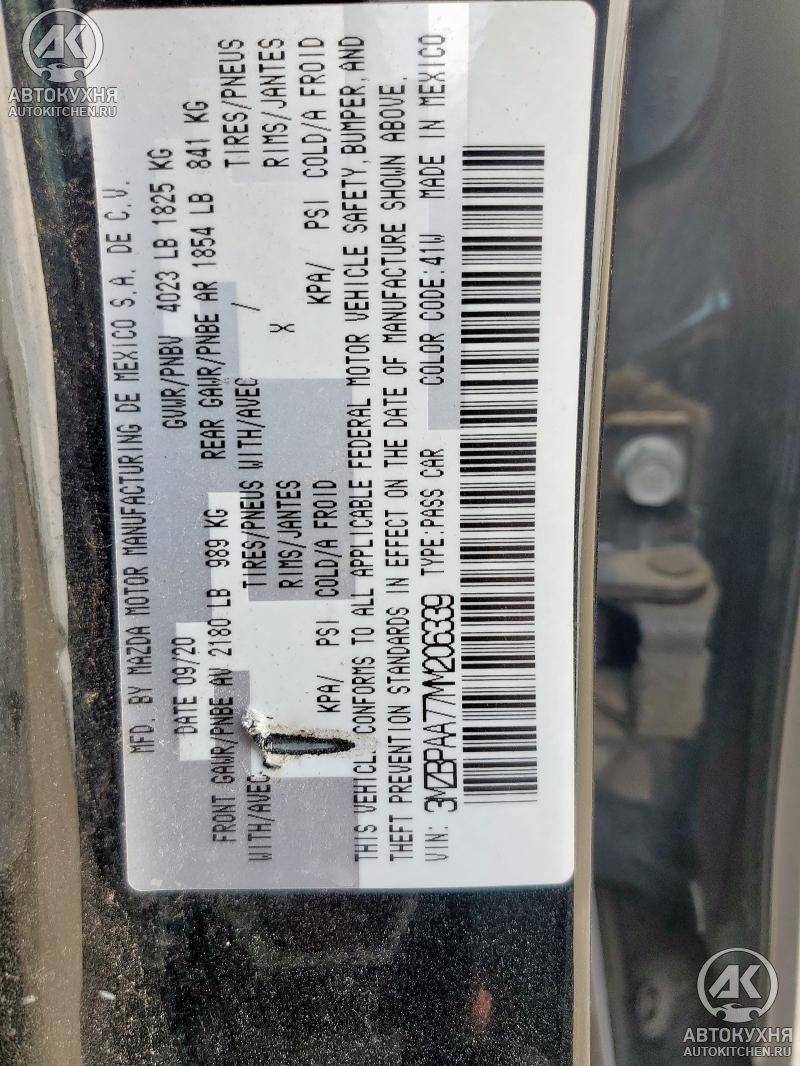 MFD. BY MAZDA MOTOR MANUFACTURING DE MEXICO S.A. DE C.V.
DATE 09/20 GVWR/PNBV 4023 LB 1825 KG
FRONT GAWR/PNBE AV 2180 LB 989 KG REAR GAWR/PNBE AR 1854 LB 841 KG
WITH/AVEC TIRES/PNEUS WITH/AVEC / TIRES/PNEUS
RIMS/JANTES X RIMS/JANTES
KPA/ PSI COLD/A FROID KPA/ PSI COLD/A FROID
THIS VEHICLE CONFORMS TO ALL APPLICABLE FEDERAL MOTOR VEHICLE SAFETY, BUMPER, AND
THEFT PREVENTION STANDARDS IN EFFECT ON THE DATE OF MANUFACTURE SHOWN ABOVE.
VIN: 3MZBPAA77MM206339 TYPE:PASS CAR COLOR CODE:41W MADE IN MEXICO
АК
АВТОКУХНЯ
AUTOKITCHEN.RU
АК
АВТОКУХНЯ
AUTOKITCHEN.RU